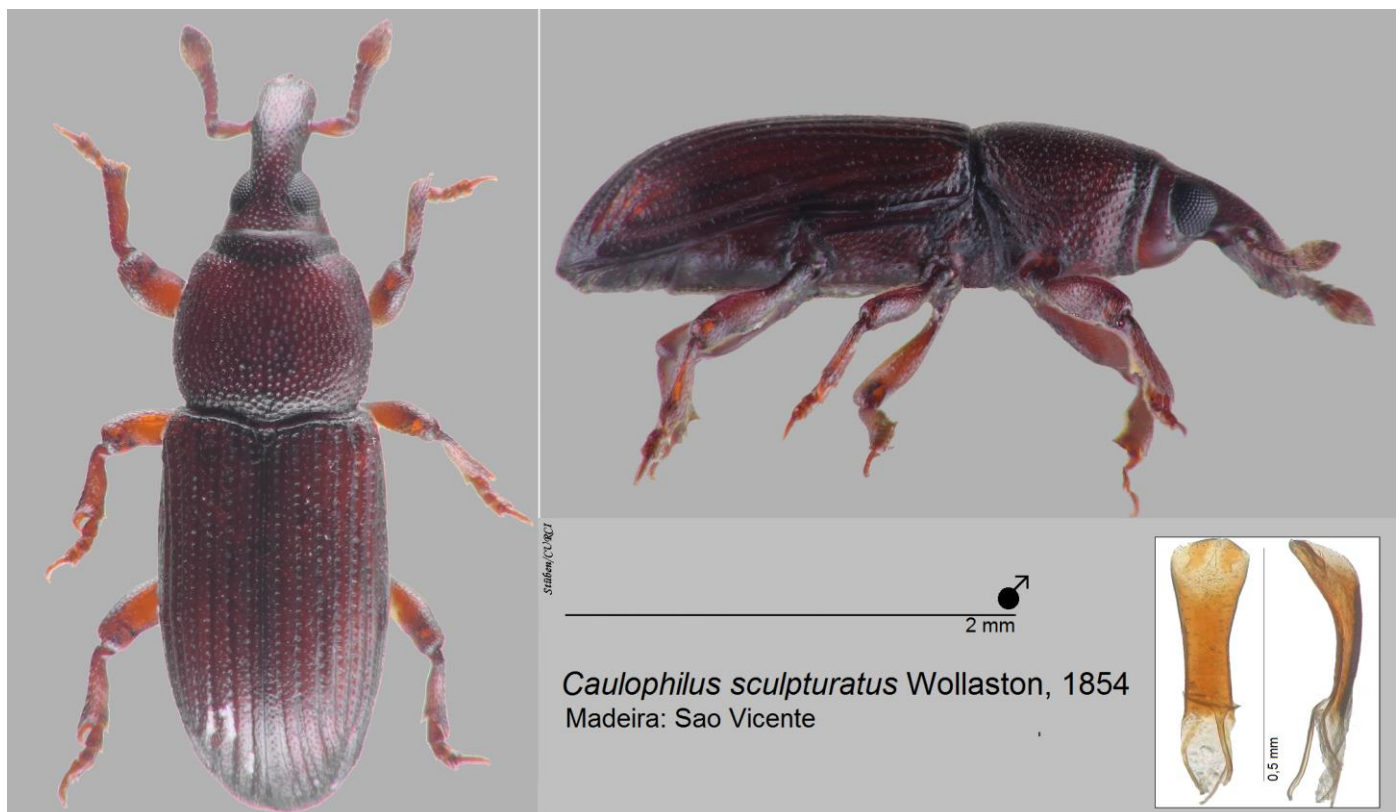 Stüben/CURCI
2 mm
Caulophilus sculpturatus Wollaston, 1854
Madeira: Sao Vicente
0,5 mm